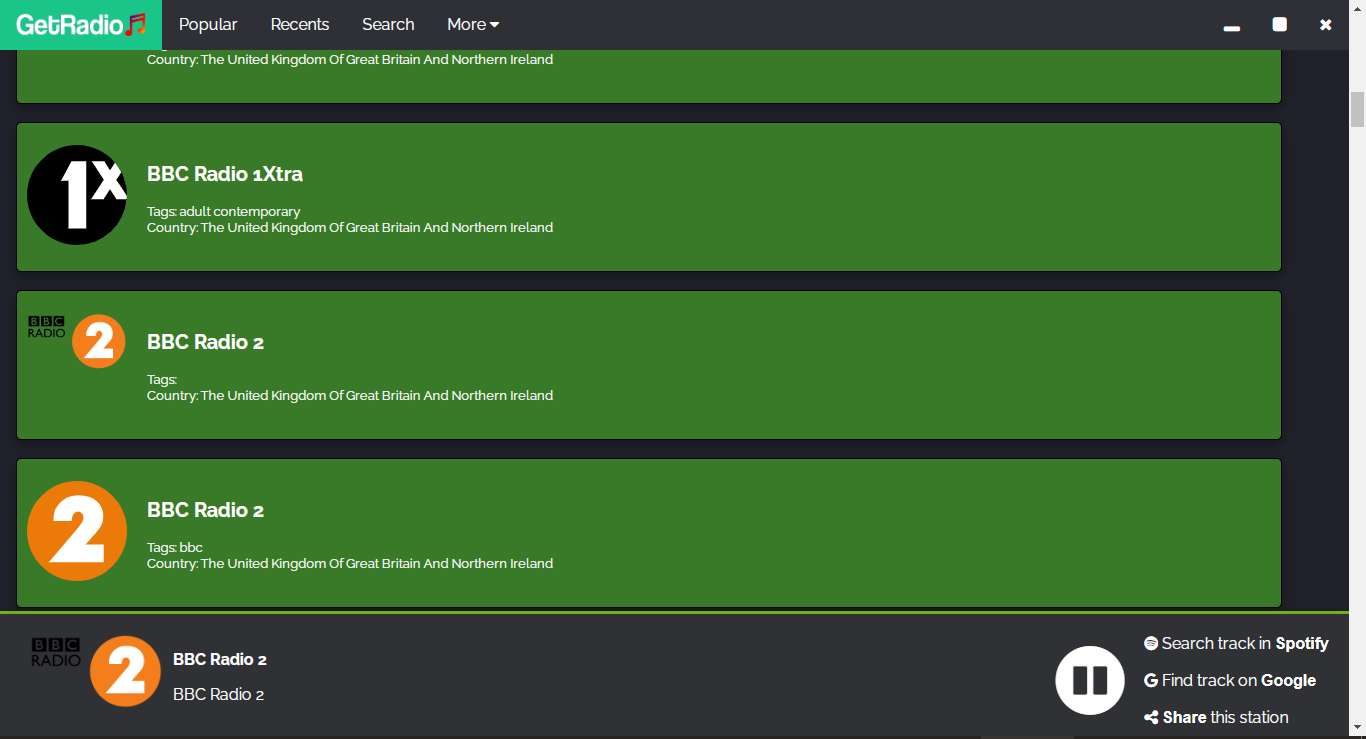 GetRadio Popular Recents Search More
Country: The United Kingdom Of Great Britain And Northern Ireland
1X
BBC Radio 1Xtra
Tags: adult contemporary
Country: The United Kingdom Of Great Britain And Northern Ireland
BBC
RADIO
2
BBC Radio 2
Tags:
Country: The United Kingdom Of Great Britain And Northern Ireland
2
BBC Radio 2
Tags: bbc
Country: The United Kingdom Of Great Britain And Northern Ireland
BBC
RADIO
2
BBC Radio 2
BBC Radio 2
Search track in Spotify
G Find track on Google
Share this station